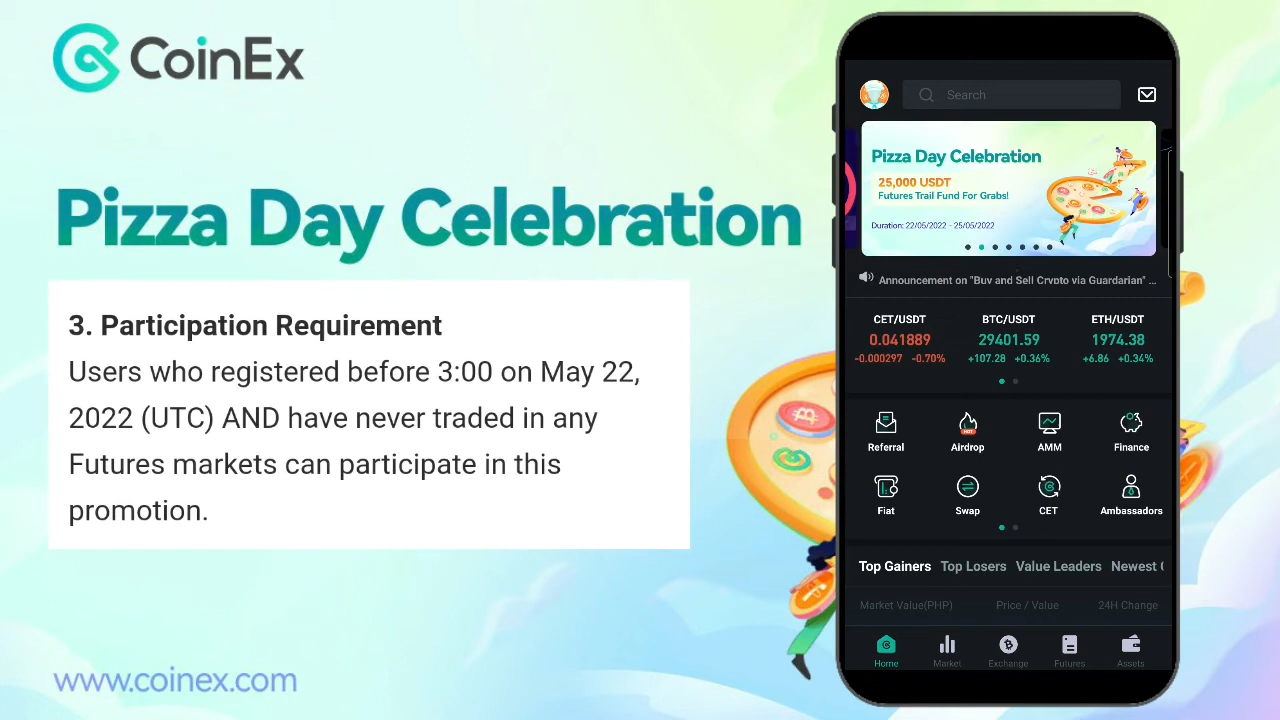 CoinEx
Pizza Day Celebration
3. Participation Requirement
Users who registered before 3:00 on May 22,
2022 (UTC) AND have never traded in any
Futures markets can participate in this
promotion.
www.coinex.com
Search
Pizza Day Celebration
25,000 USDT
Futures Trail Fund For Grabs!
Duration: 22/05/2022 - 25/05/2022
Announcement on "Buy and Sell Crypto via Guardarian" ...
CET/USDT BTC/USDT ETH/USDT
0.041889 29401.59 1974.38
-0.000297 -0.70% +107.28 +0.36% +6.86 +0.34%
Referral Airdrop AMM Finance
HOT
Fiat Swap CET Ambassadors
Top Gainers Top Losers Value Leaders Newest
Market Value(PHP) Price / Value 24H Change
Home Market Exchange Futures Assets